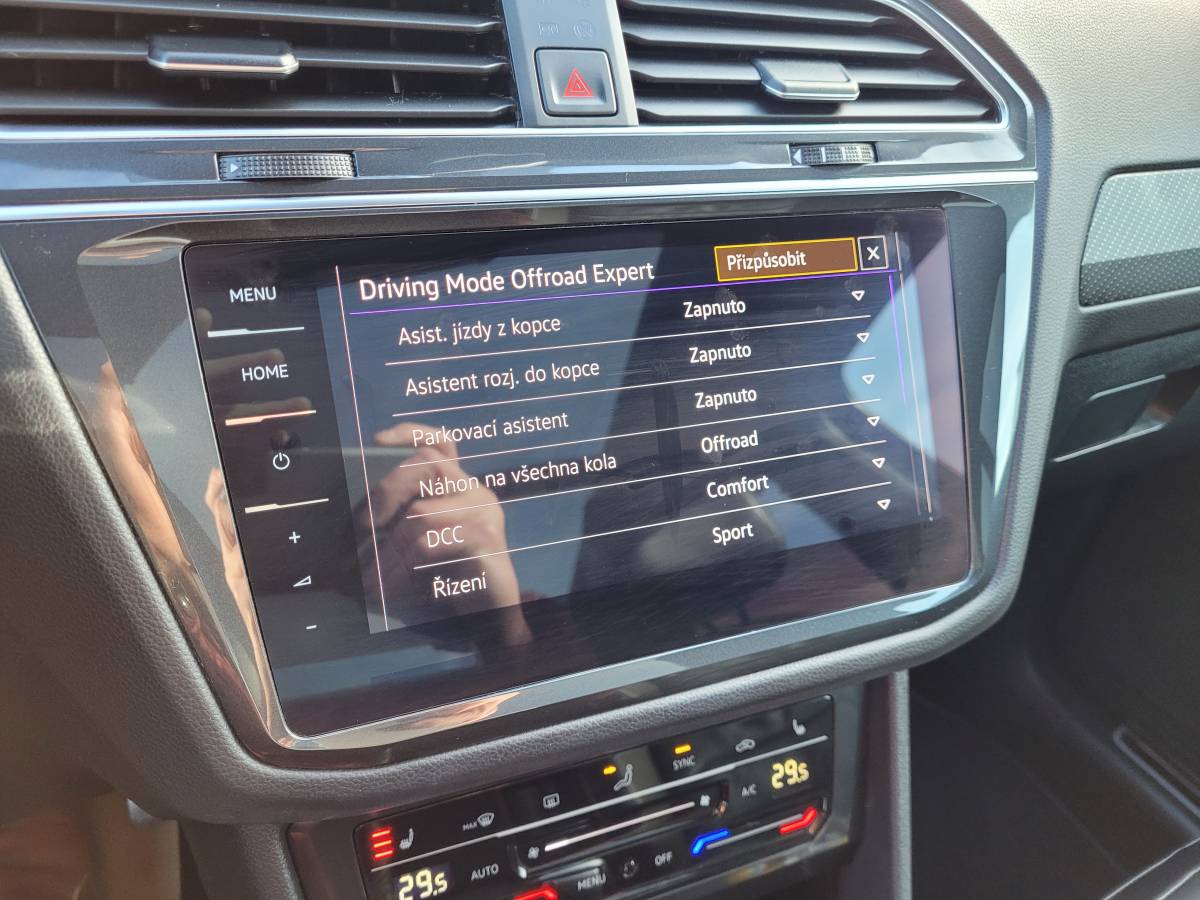 Driving Mode Offroad Expert
Přizpůsobit
X
MENU
HOME
+
-
Asist. jízdy z kopce Zapnuto
Asistent rozj. do kopce Zapnuto
Parkovací asistent Zapnuto
Náhon na všechna kola Offroad
DCC Comfort
Řízení Sport
MAX
SYNC
A/C
29.5
29.5
AUTO
MENU
OFF